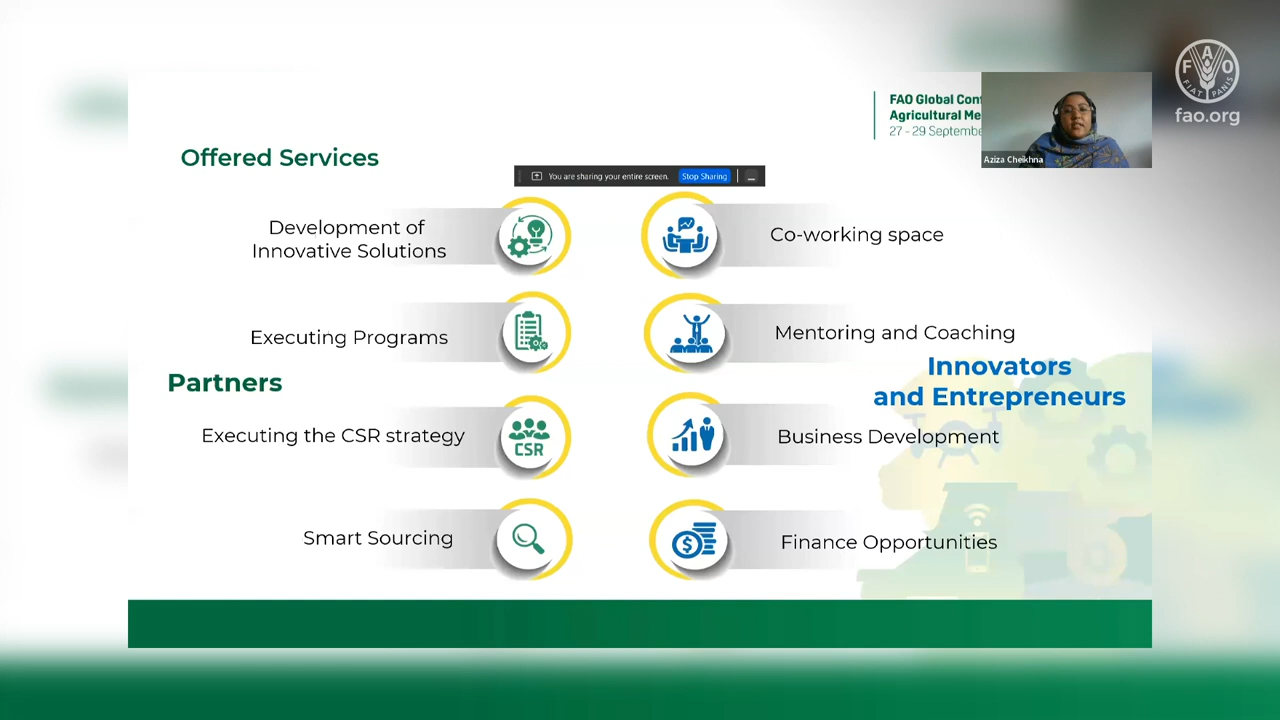 FAO
FIAT PANIS
fao.org
FAO Global Con
Agricultural Me
27 - 29 Septembe
Aziza Cheikhna
Offered Services
You are sharing your entire screen.
Stop Sharing
Development of
Innovative Solutions
Co-working space
Executing Programs
Mentoring and Coaching
Partners
Innovators
and Entrepreneurs
Executing the CSR strategy
CSR
Business Development
Smart Sourcing
$
Finance Opportunities